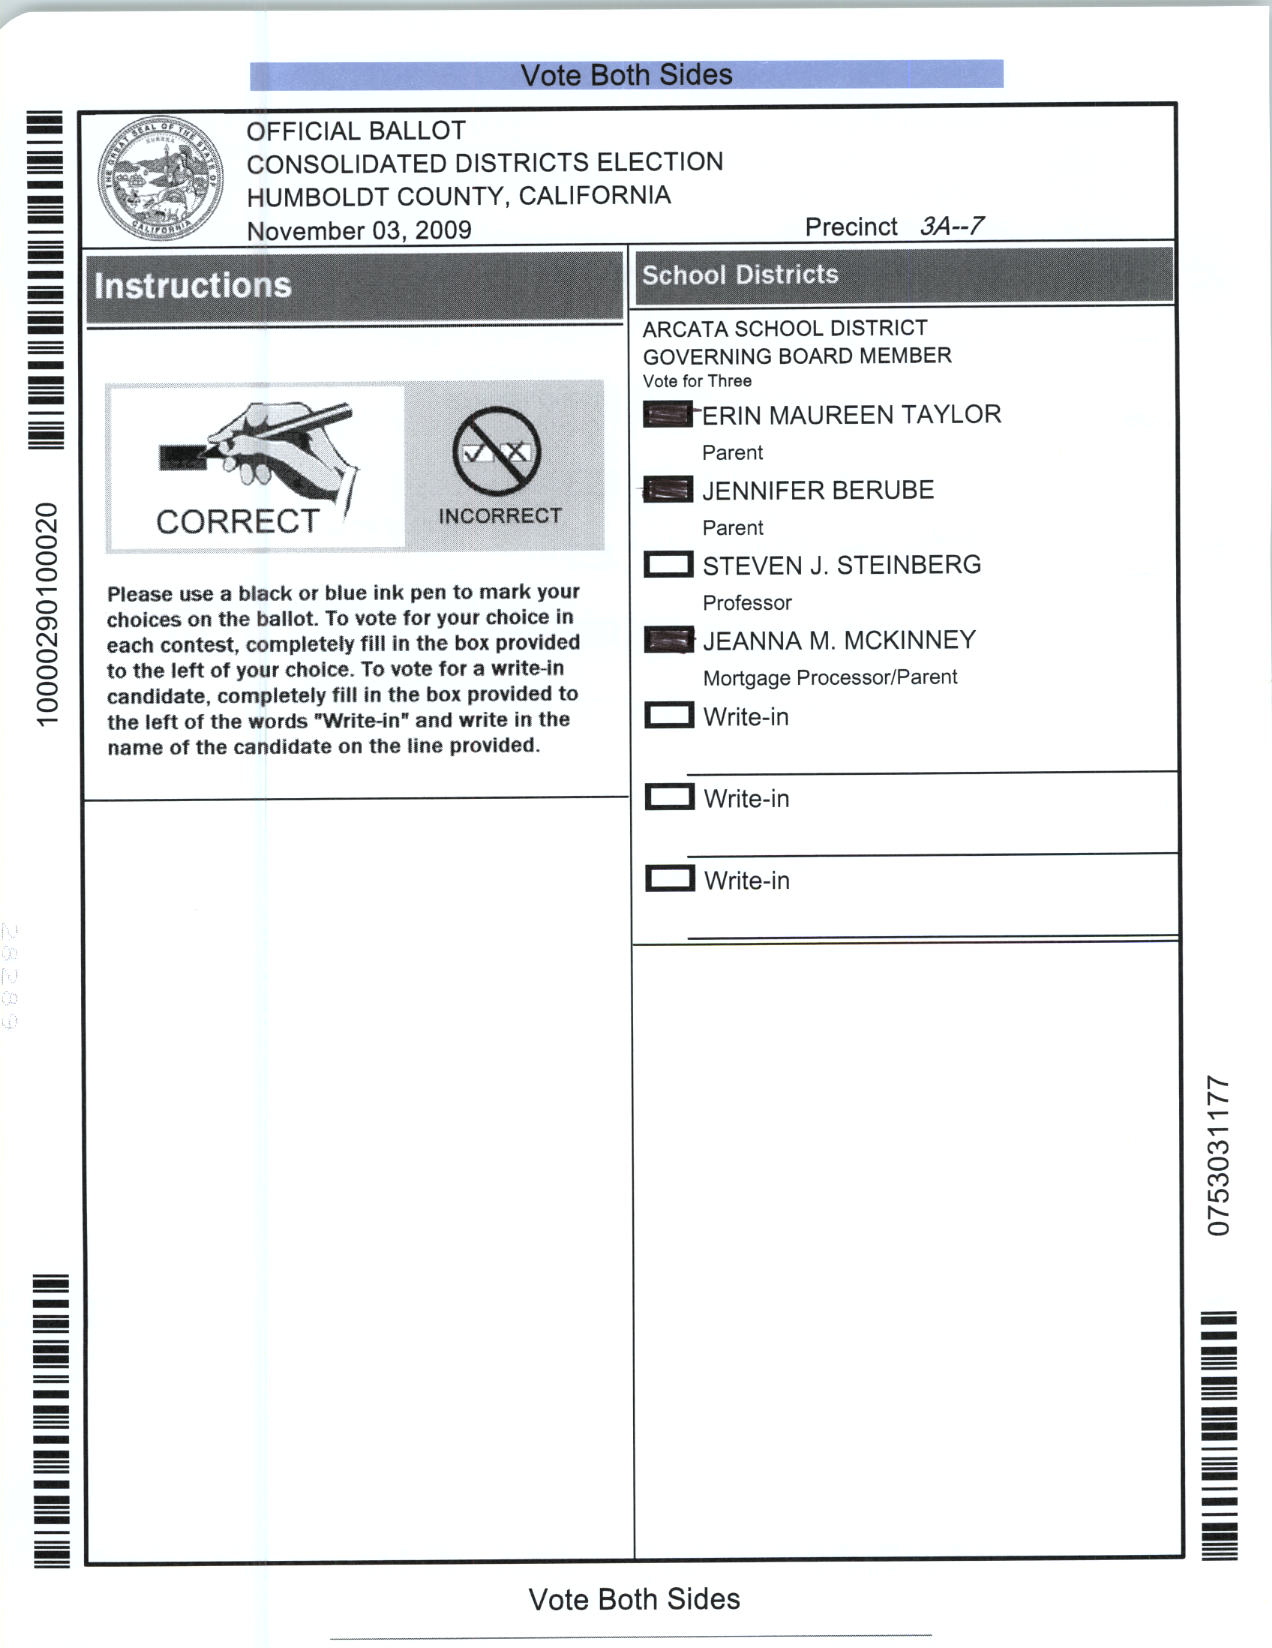 Vote Both Sides
OFFICIAL BALLOT
CONSOLIDATED DISTRICTS ELECTION
HUMBOLDT COUNTY, CALIFORNIA
November 03, 2009
Precinct 3A--7
THE GREAT SEAL OF THE STATE OF CALIFORNIA
EUREKA
Instructions
CORRECT
INCORRECT
Please use a black or blue ink pen to mark your
choices on the ballot. To vote for your choice in
each contest, completely fill in the box provided
to the left of your choice. To vote for a write-in
candidate, completely fill in the box provided to
the left of the words "Write-in" and write in the
name of the candidate on the line provided.
School Districts
ARCATA SCHOOL DISTRICT
GOVERNING BOARD MEMBER
Vote for Three
ERIN MAUREEN TAYLOR
Parent
JENNIFER BERUBE
Parent
STEVEN J. STEINBERG
Professor
JEANNA M. MCKINNEY
Mortgage Processor/Parent
Write-in
Write-in
Write-in
10000290100020
28289
0753031177
Vote Both Sides